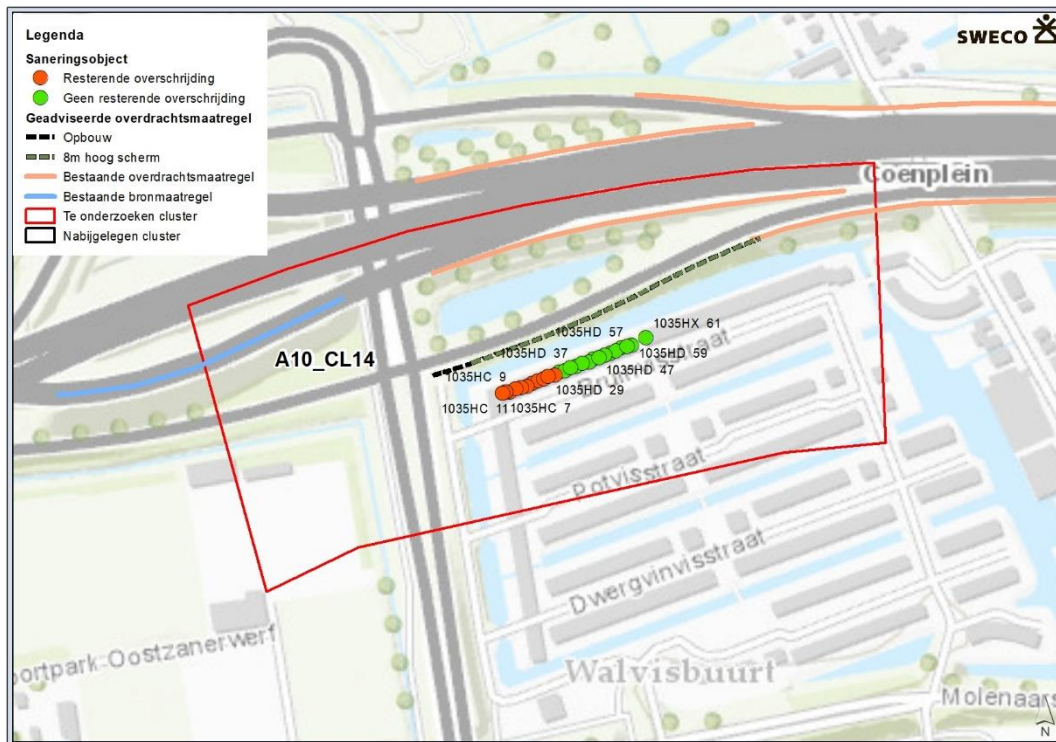 Legenda
Saneringsobject
Resterende overschrijding
Geen resterende overschrijding
Geadviseerde overdrachtsmaatregel
Opbouw
8m hoog scherm
Bestaande overdrachtsmaatregel
Bestaande bronmaatregel
Te onderzoeken cluster
Nabijgelegen cluster
SWECO
Coenplein
A10_CL14
1035HD 57
1035HX 61
1035HD 37
1035HD 59
1035HC 9
1035HD 47
1035HD 29
1035HC 11
1035HC 7
Potvisstraat
Dwergvinvisstraat
oortpark Oostzanerwerf
Walvisbuurt
Molenaars
N